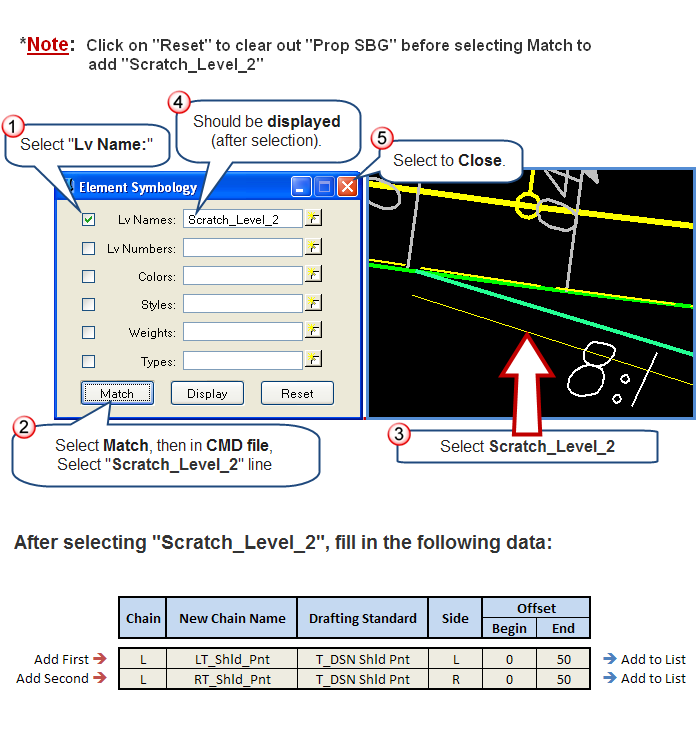 *Note: Click on "Reset" to clear out "Prop SBG" before selecting Match to
add "Scratch_Level_2"
1
Select "Lv Name:"
4
Should be displayed
(after selection).
5
Select to Close.
Element Symbology
Lv Names: Scratch_Level_2
Lv Numbers:
Colors:
Styles:
Weights:
Types:
Match Display Reset
2
Select Match, then in CMD file,
Select "Scratch_Level_2" line
3
Select Scratch_Level_2
After selecting "Scratch_Level_2", fill in the following data:
Chain New Chain Name Drafting Standard Side Offset
Begin End
Add First → L LT_Shld_Pnt T_DSN Shld Pnt L 0 50 → Add to List
Add Second → L RT_Shld_Pnt T_DSN Shld Pnt R 0 50 → Add to List